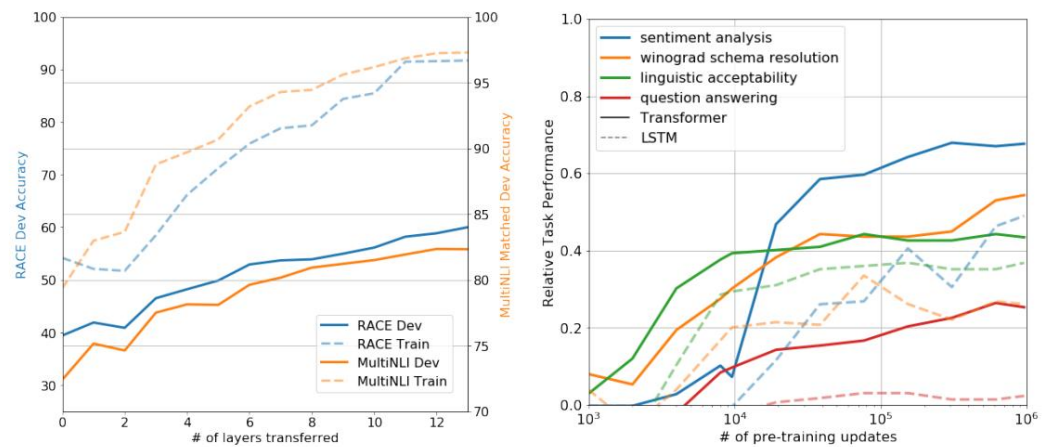 100
90
80
70
60
50
40
30
RACE Dev Accuracy
100
95
90
85
80
75
70
MultiNLI Matched Dev Accuracy
RACE Dev
RACE Train
MultiNLI Dev
MultiNLI Train
0 2 4 6 8 10 12
# of layers transferred
1.0
0.8
0.6
0.4
0.2
0.0
Relative Task Performance
sentiment analysis
winograd schema resolution
linguistic acceptability
question answering
Transformer
LSTM
10³ 10⁴ 10⁵ 10⁶
# of pre-training updates